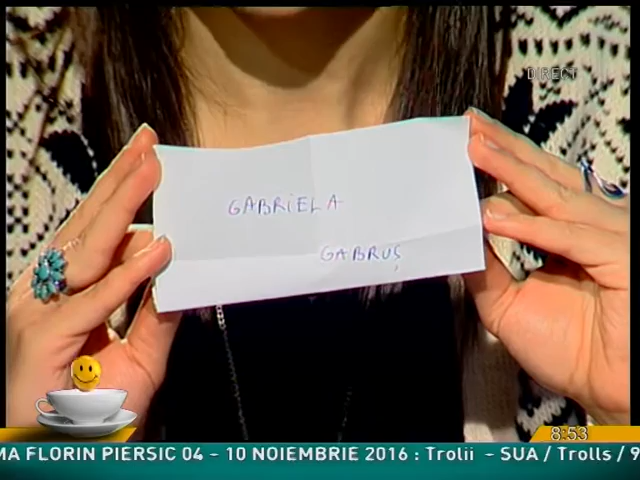 DIRECT
GABRIELA
GABRUȘ
8:53
MA FLORIN PIERSIC 04 - 10 NOIEMBRIE 2016 : Trolii - SUA / Trolls / 9